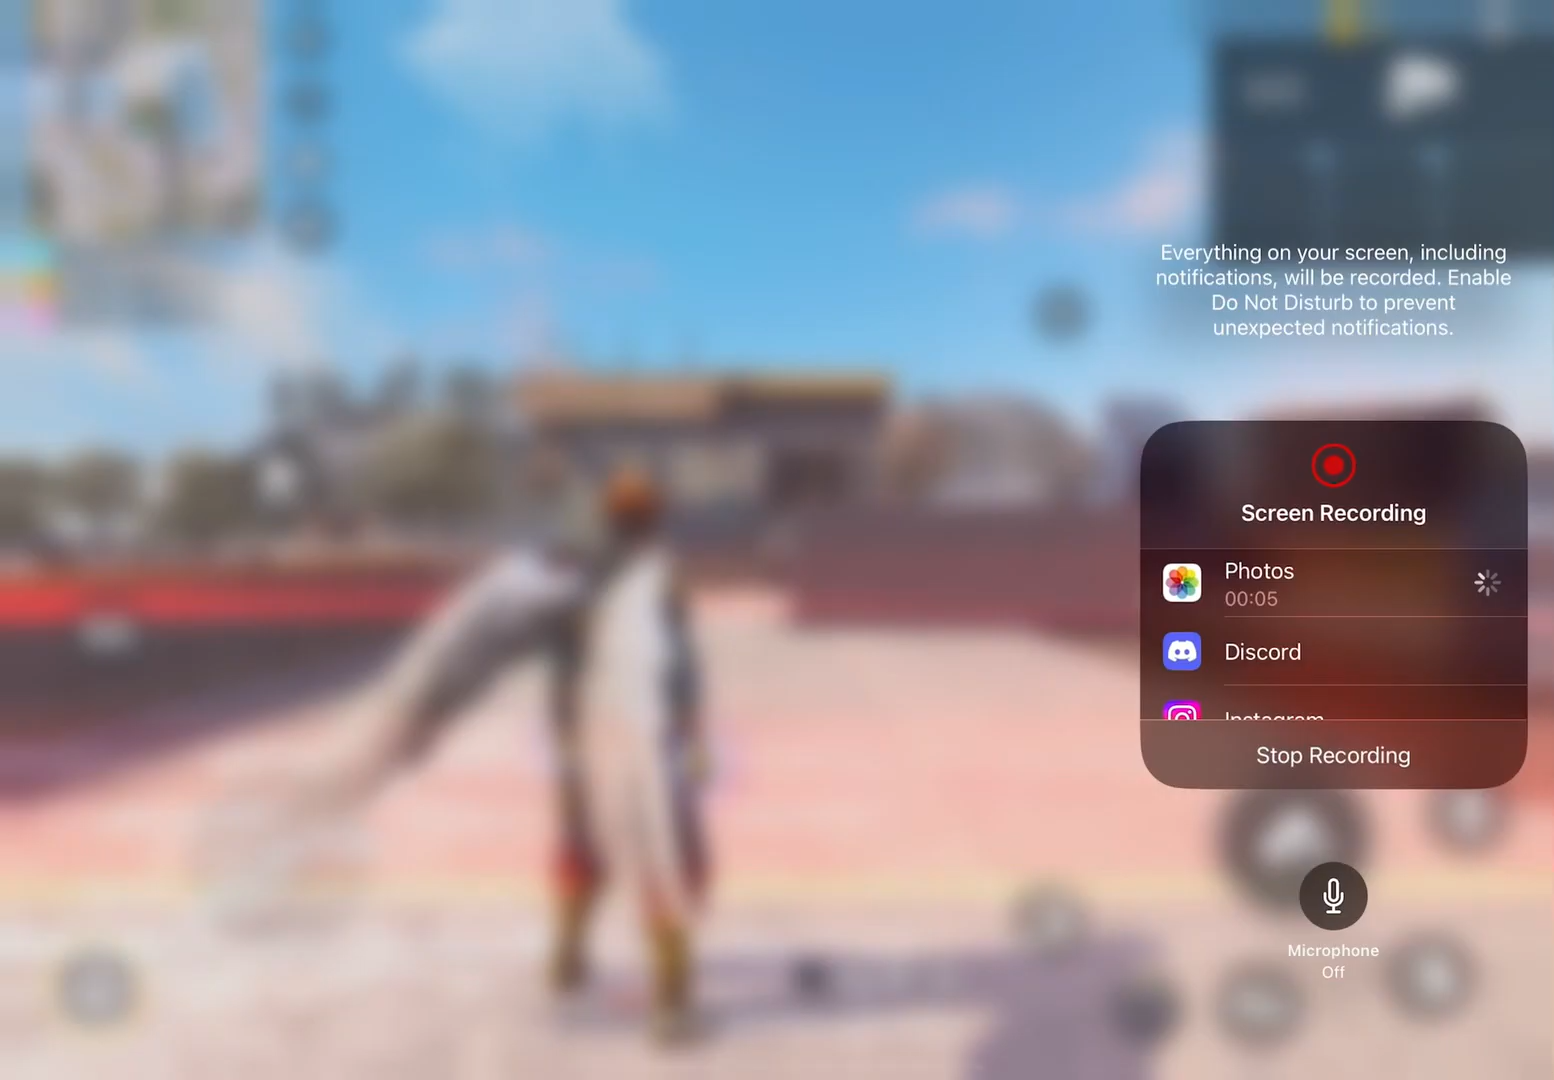 Everything on your screen, including
notifications, will be recorded. Enable
Do Not Disturb to prevent
unexpected notifications.
Screen Recording
Photos
00:05
Discord
Instagram
Stop Recording
Microphone
Off